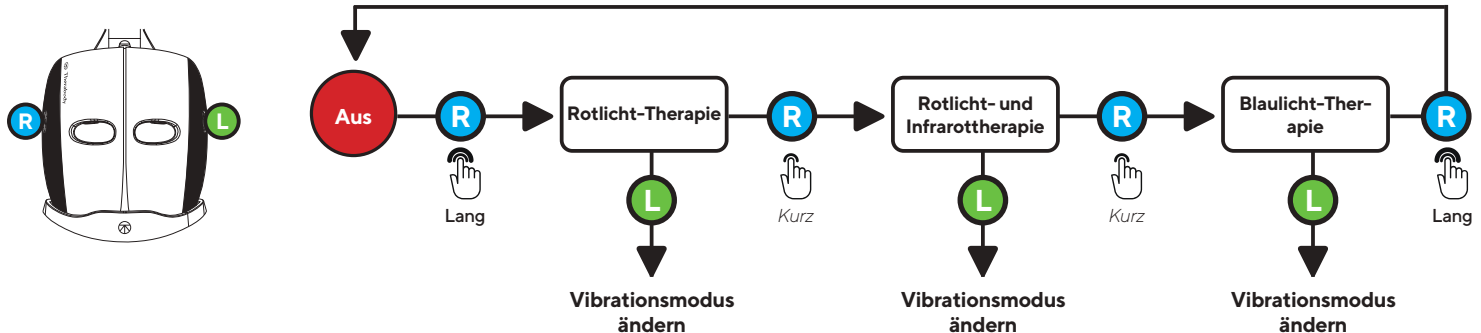 Therabody
R
L
Aus
R
Lang
Rotlicht-Therapie
L
Vibrationsmodus
ändern
R
Kurz
Rotlicht- und
Infrarottherapie
L
Vibrationsmodus
ändern
R
Kurz
Blaulicht-Ther-
apie
L
Vibrationsmodus
ändern
R
Lang